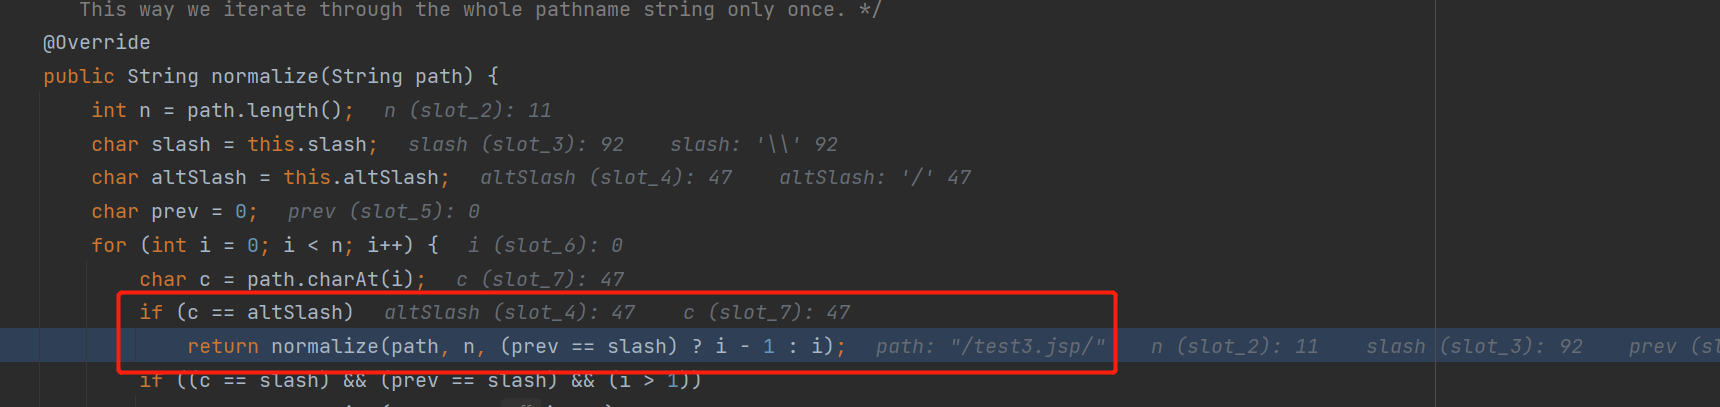 This way we iterate through the whole pathname string only once. */
@Override
public String normalize(String path) {
int n = path.length(); n (slot_2): 11
char slash = this.slash; slash (slot_3): 92 slash: '\\' 92
char altSlash = this.altSlash; altSlash (slot_4): 47 altSlash: '/' 47
char prev = 0; prev (slot_5): 0
for (int i = 0; i < n; i++) { i (slot_6): 0
char c = path.charAt(i); c (slot_7): 47
if (c == altSlash) altSlash (slot_4): 47 c (slot_7): 47
return normalize(path, n, (prev == slash) ? i - 1 : i); path: "/test3.jsp/" n (slot_2): 11 slash (slot_3): 92 prev (sl
if ((c == slash) && (prev == slash) && (i > 1))